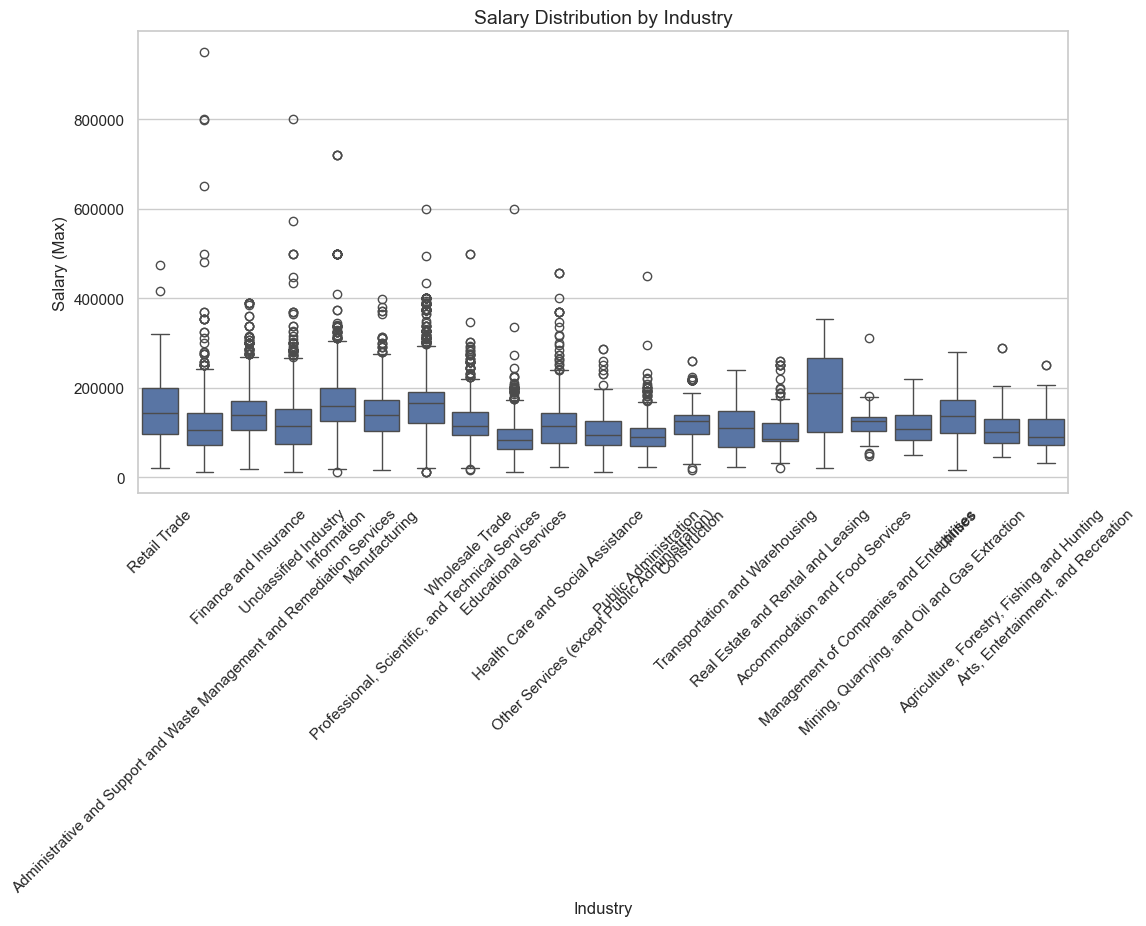 Salary Distribution by Industry
Salary (Max)
800000
600000
400000
200000
0
Retail Trade
Administrative and Support and Waste Management and Remediation Services
Finance and Insurance
Unclassified Industry
Information
Manufacturing
Professional, Scientific, and Technical Services
Wholesale Trade
Educational Services
Health Care and Social Assistance
Other Services (except Public Administration)
Public Administration
Construction
Transportation and Warehousing
Real Estate and Rental and Leasing
Accommodation and Food Services
Management of Companies and Enterprises
Utilities
Mining, Quarrying, and Oil and Gas Extraction
Agriculture, Forestry, Fishing and Hunting
Arts, Entertainment, and Recreation
Industry